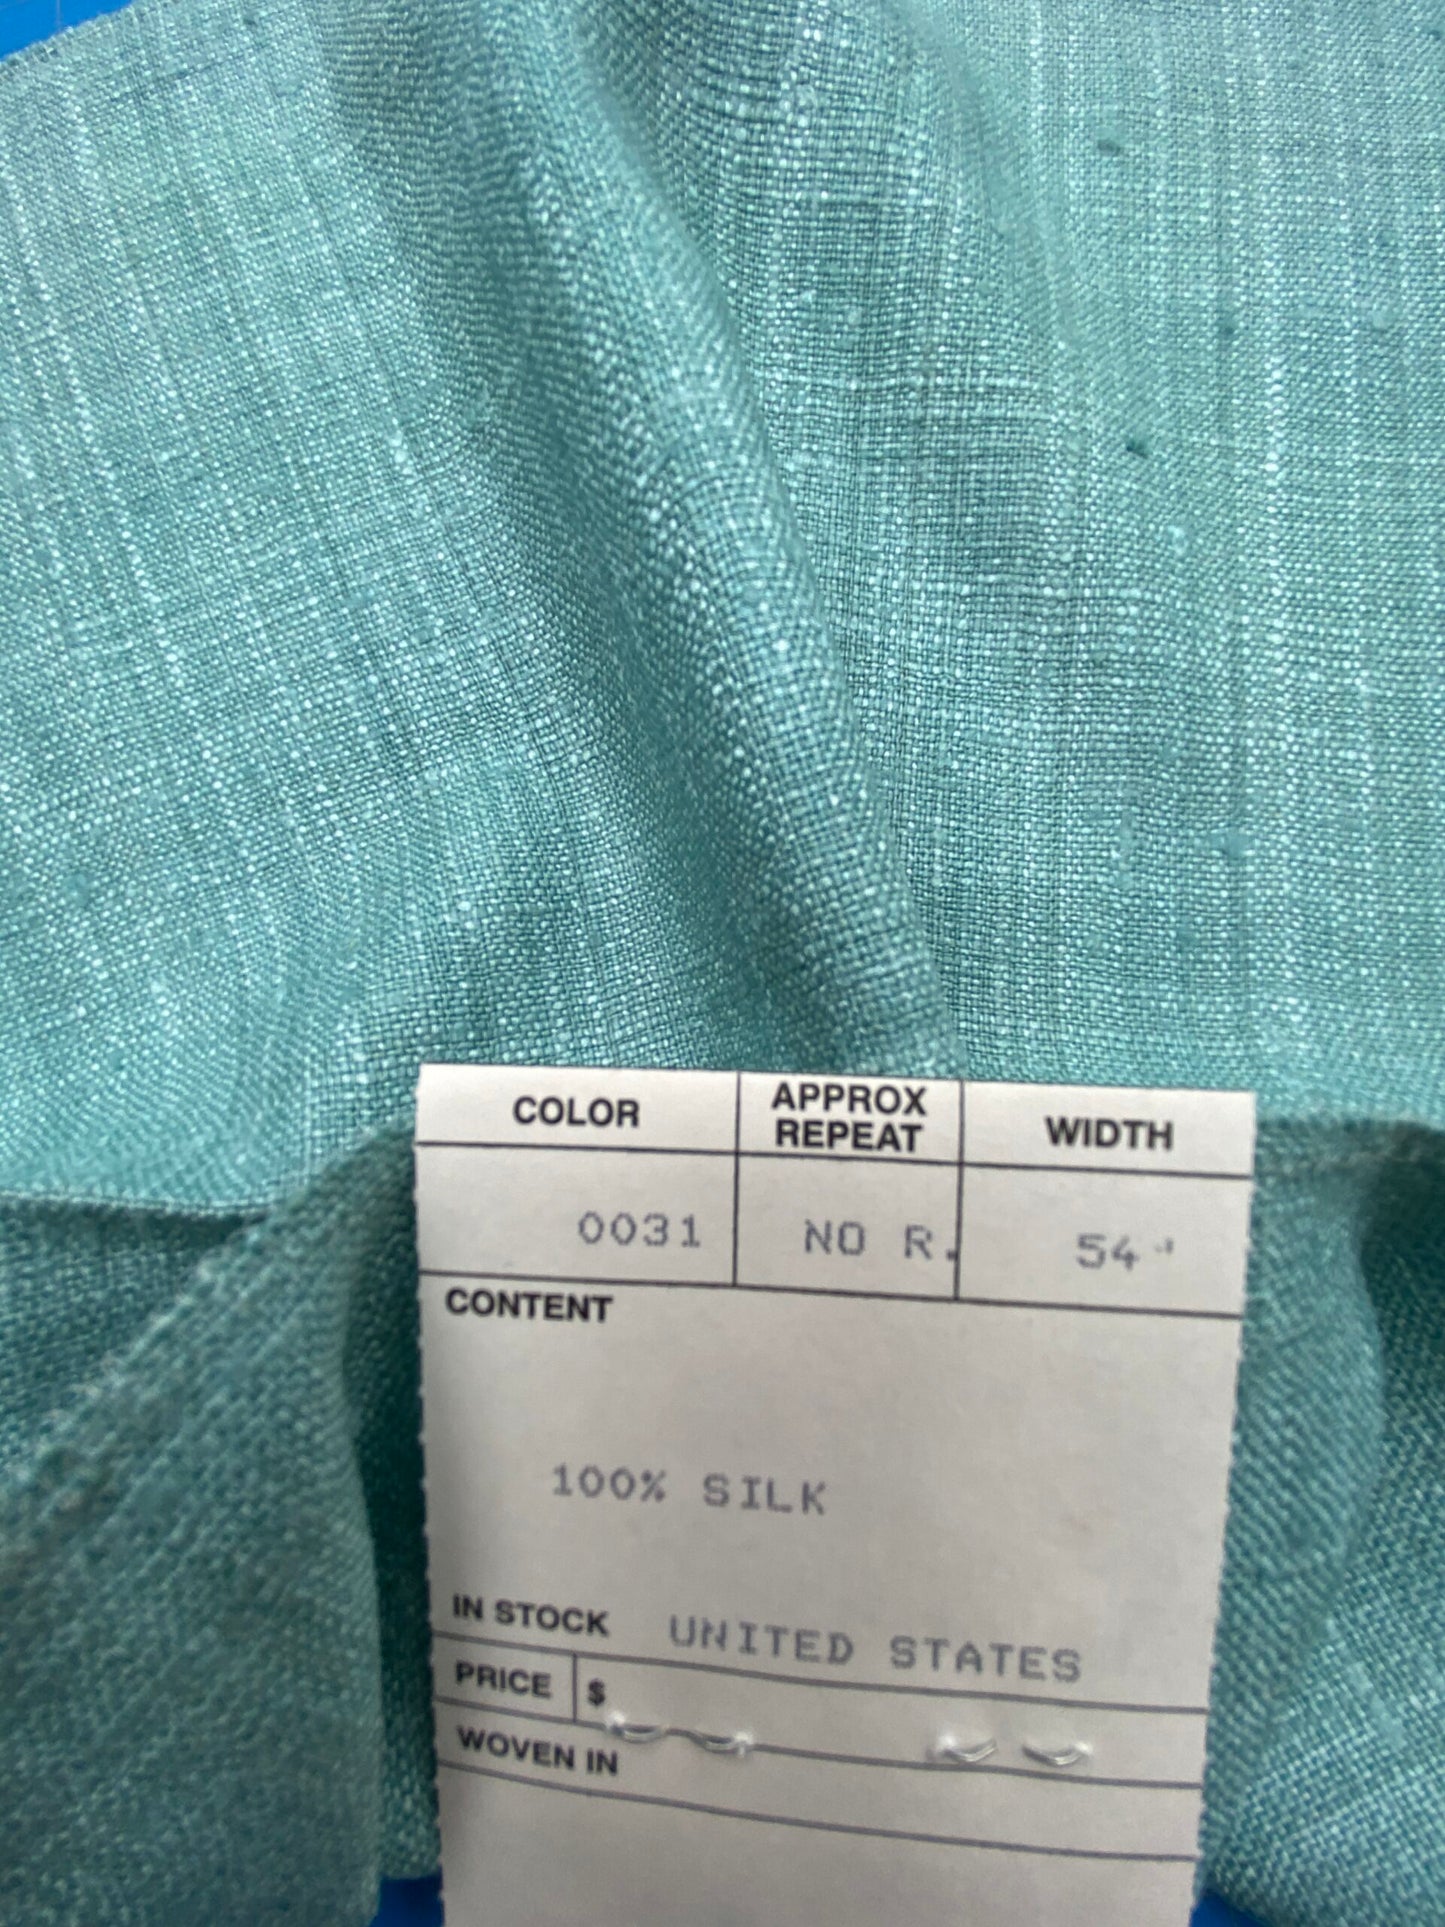 COLOR APPROX REPEAT WIDTH
0031 NO R. 54"
CONTENT
100% SILK
IN STOCK UNITED STATES
PRICE $
WOVEN IN